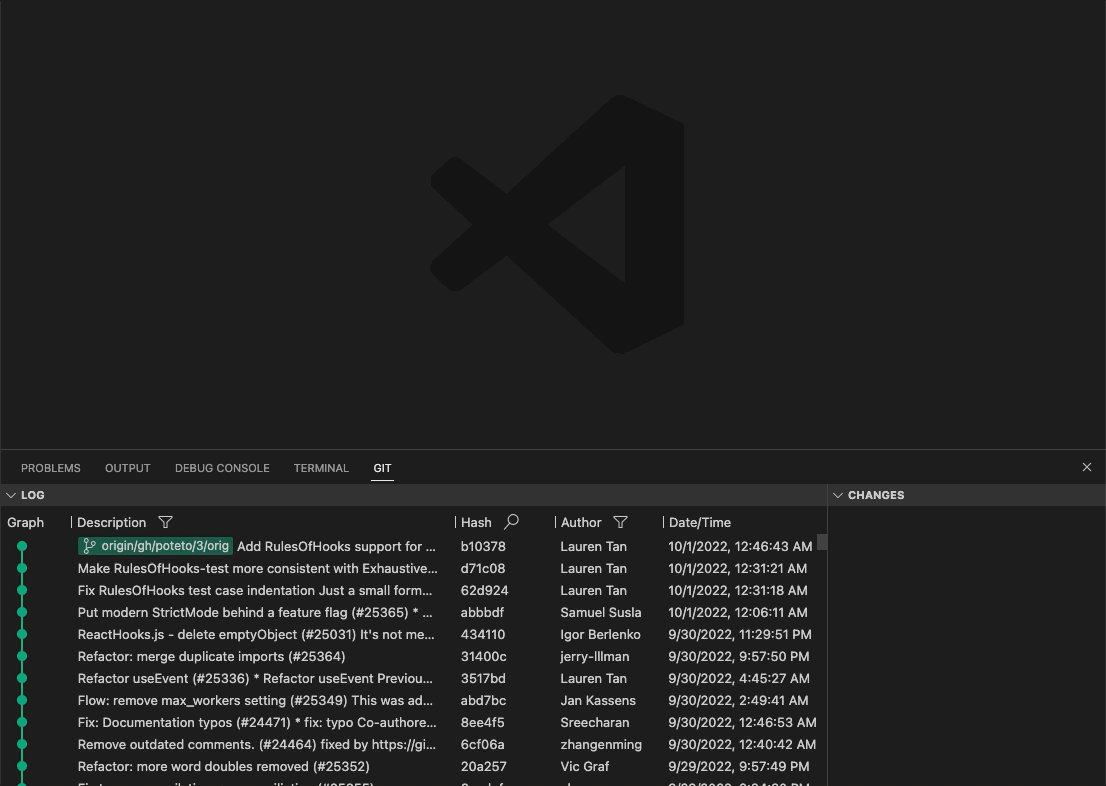 PROBLEMS OUTPUT DEBUG CONSOLE TERMINAL GIT
LOG CHANGES
Graph Description Hash Author Date/Time
origin/gh/poteto/3/orig Add RulesOfHooks support for ... b10378 Lauren Tan 10/1/2022, 12:46:43 AM
Make RulesOfHooks-test more consistent with Exhaustive... d71c08 Lauren Tan 10/1/2022, 12:31:21 AM
Fix RulesOfHooks test case indentation Just a small form... 62d924 Lauren Tan 10/1/2022, 12:31:18 AM
Put modern StrictMode behind a feature flag (#25365) * ... abbbdf Samuel Susla 10/1/2022, 12:06:11 AM
ReactHooks.js - delete emptyObject (#25031) It's not me... 434110 Igor Berlenko 9/30/2022, 11:29:51 PM
Refactor: merge duplicate imports (#25364) 31400c jerry-lllman 9/30/2022, 9:57:50 PM
Refactor useEvent (#25336) * Refactor useEvent Previou... 3517bd Lauren Tan 9/30/2022, 4:45:27 AM
Flow: remove max_workers setting (#25349) This was ad... abd7bc Jan Kassens 9/30/2022, 2:49:41 AM
Fix: Documentation typos (#24471) * fix: typo Co-authore... 8ee4f5 Sreecharan 9/30/2022, 12:46:53 AM
Remove outdated comments. (#24464) fixed by https://gi... 6cf06a zhangenming 9/30/2022, 12:40:42 AM
Refactor: more word doubles removed (#25352) 20a257 Vic Graf 9/29/2022, 9:57:49 PM